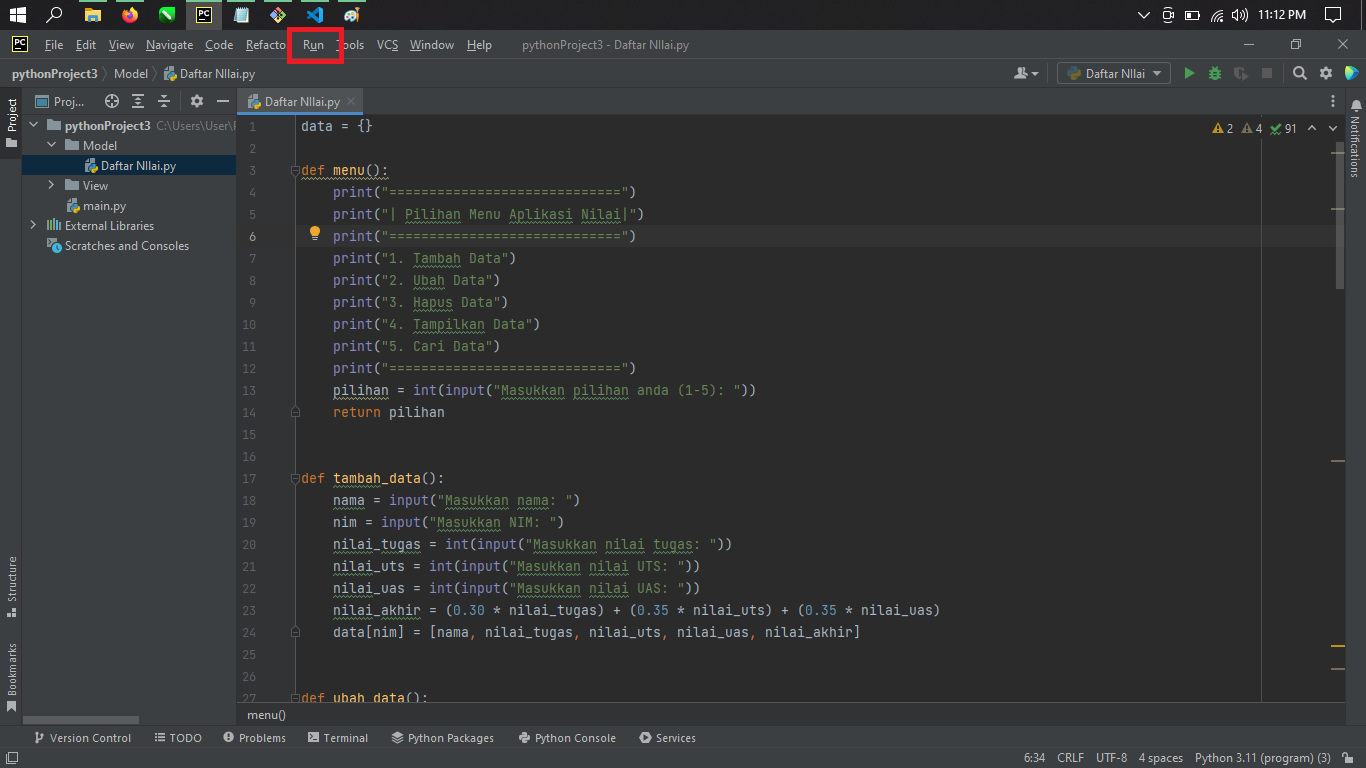 11:12 PM
PC
File Edit View Navigate Code Refacto Run Tools VCS Window Help pythonProject3 - Daftar NIlai.py
pythonProject3 Model Daftar NIlai.py
Daftar NIlai
Project
Proj...
pythonProject3 C:\Users\User\
Model
Daftar NIlai.py
View
main.py
External Libraries
Scratches and Consoles
Structure
Bookmarks
Daftar NIlai.py
2 4 91
Notifications
1 data = {}
2
3 def menu():
4 print("=============================")
5 print("| Pilihan Menu Aplikasi Nilai|")
6 print("=============================")
7 print("1. Tambah Data")
8 print("2. Ubah Data")
9 print("3. Hapus Data")
10 print("4. Tampilkan Data")
11 print("5. Cari Data")
12 print("=============================")
13 pilihan = int(input("Masukkan pilihan anda (1-5): "))
14 return pilihan
15
16
17 def tambah_data():
18 nama = input("Masukkan nama: ")
19 nim = input("Masukkan NIM: ")
20 nilai_tugas = int(input("Masukkan nilai tugas: "))
21 nilai_uts = int(input("Masukkan nilai UTS: "))
22 nilai_uas = int(input("Masukkan nilai UAS: "))
23 nilai_akhir = (0.30 * nilai_tugas) + (0.35 * nilai_uts) + (0.35 * nilai_uas)
24 data[nim] = [nama, nilai_tugas, nilai_uts, nilai_uas, nilai_akhir]
25
26
27 def ubah_data():
menu()
Version Control TODO Problems Terminal Python Packages Python Console Services
6:34 CRLF UTF-8 4 spaces Python 3.11 (program) (3)